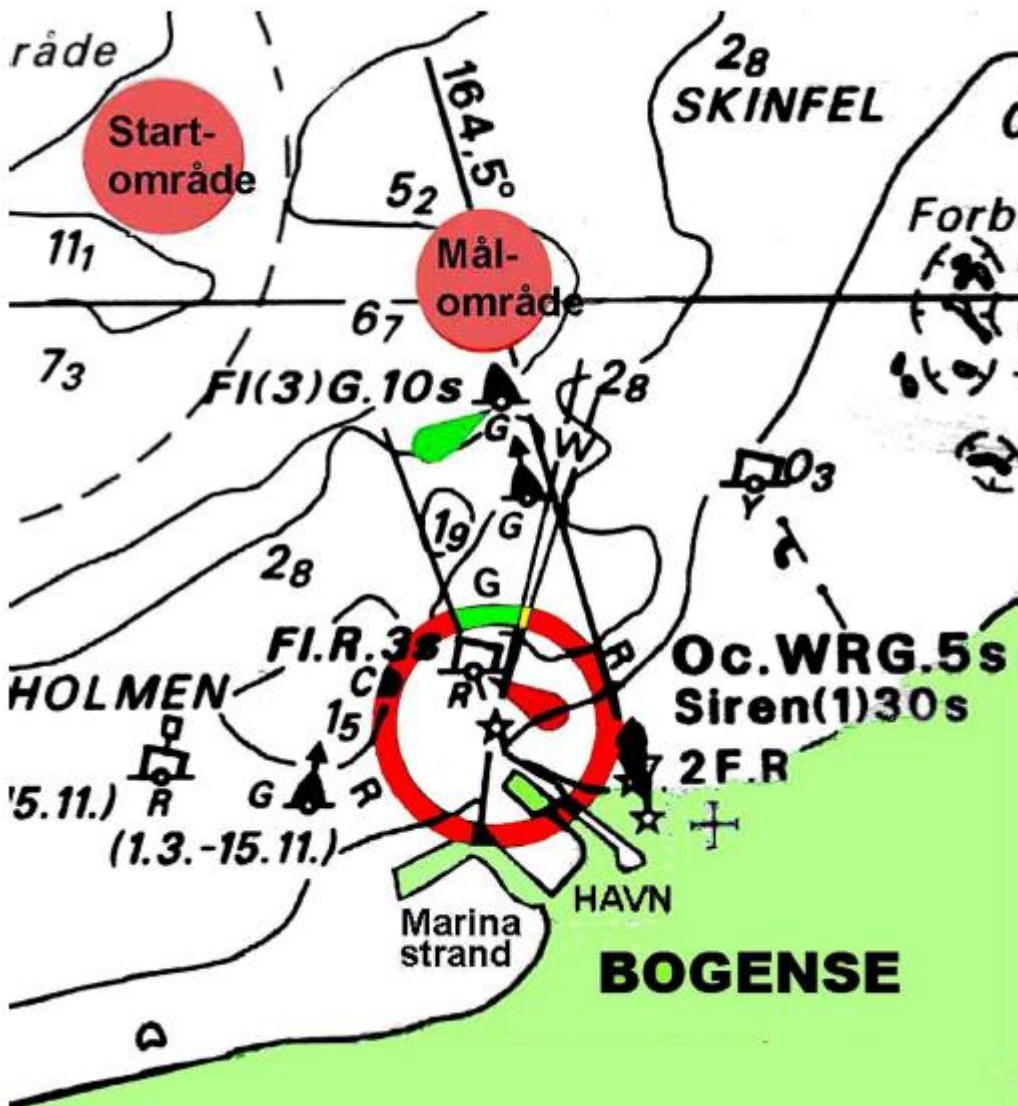 råde
Start-
område
164,5°
2₈
SKINFEL
5₂
11₁
Forb
Mål-
område
6₇
7₃
Fl(3)G.10s
2₈
G
W
O₃
G
Y
1₉
2₈
G
Fl.R.3s
R
Oc.WRG.5s
HOLMEN
C
R
Siren(1)30s
1₅
R
2F.R
R
G
5.11.)
(1.3.-15.11.)
HAVN
Marina
strand
BOGENSE